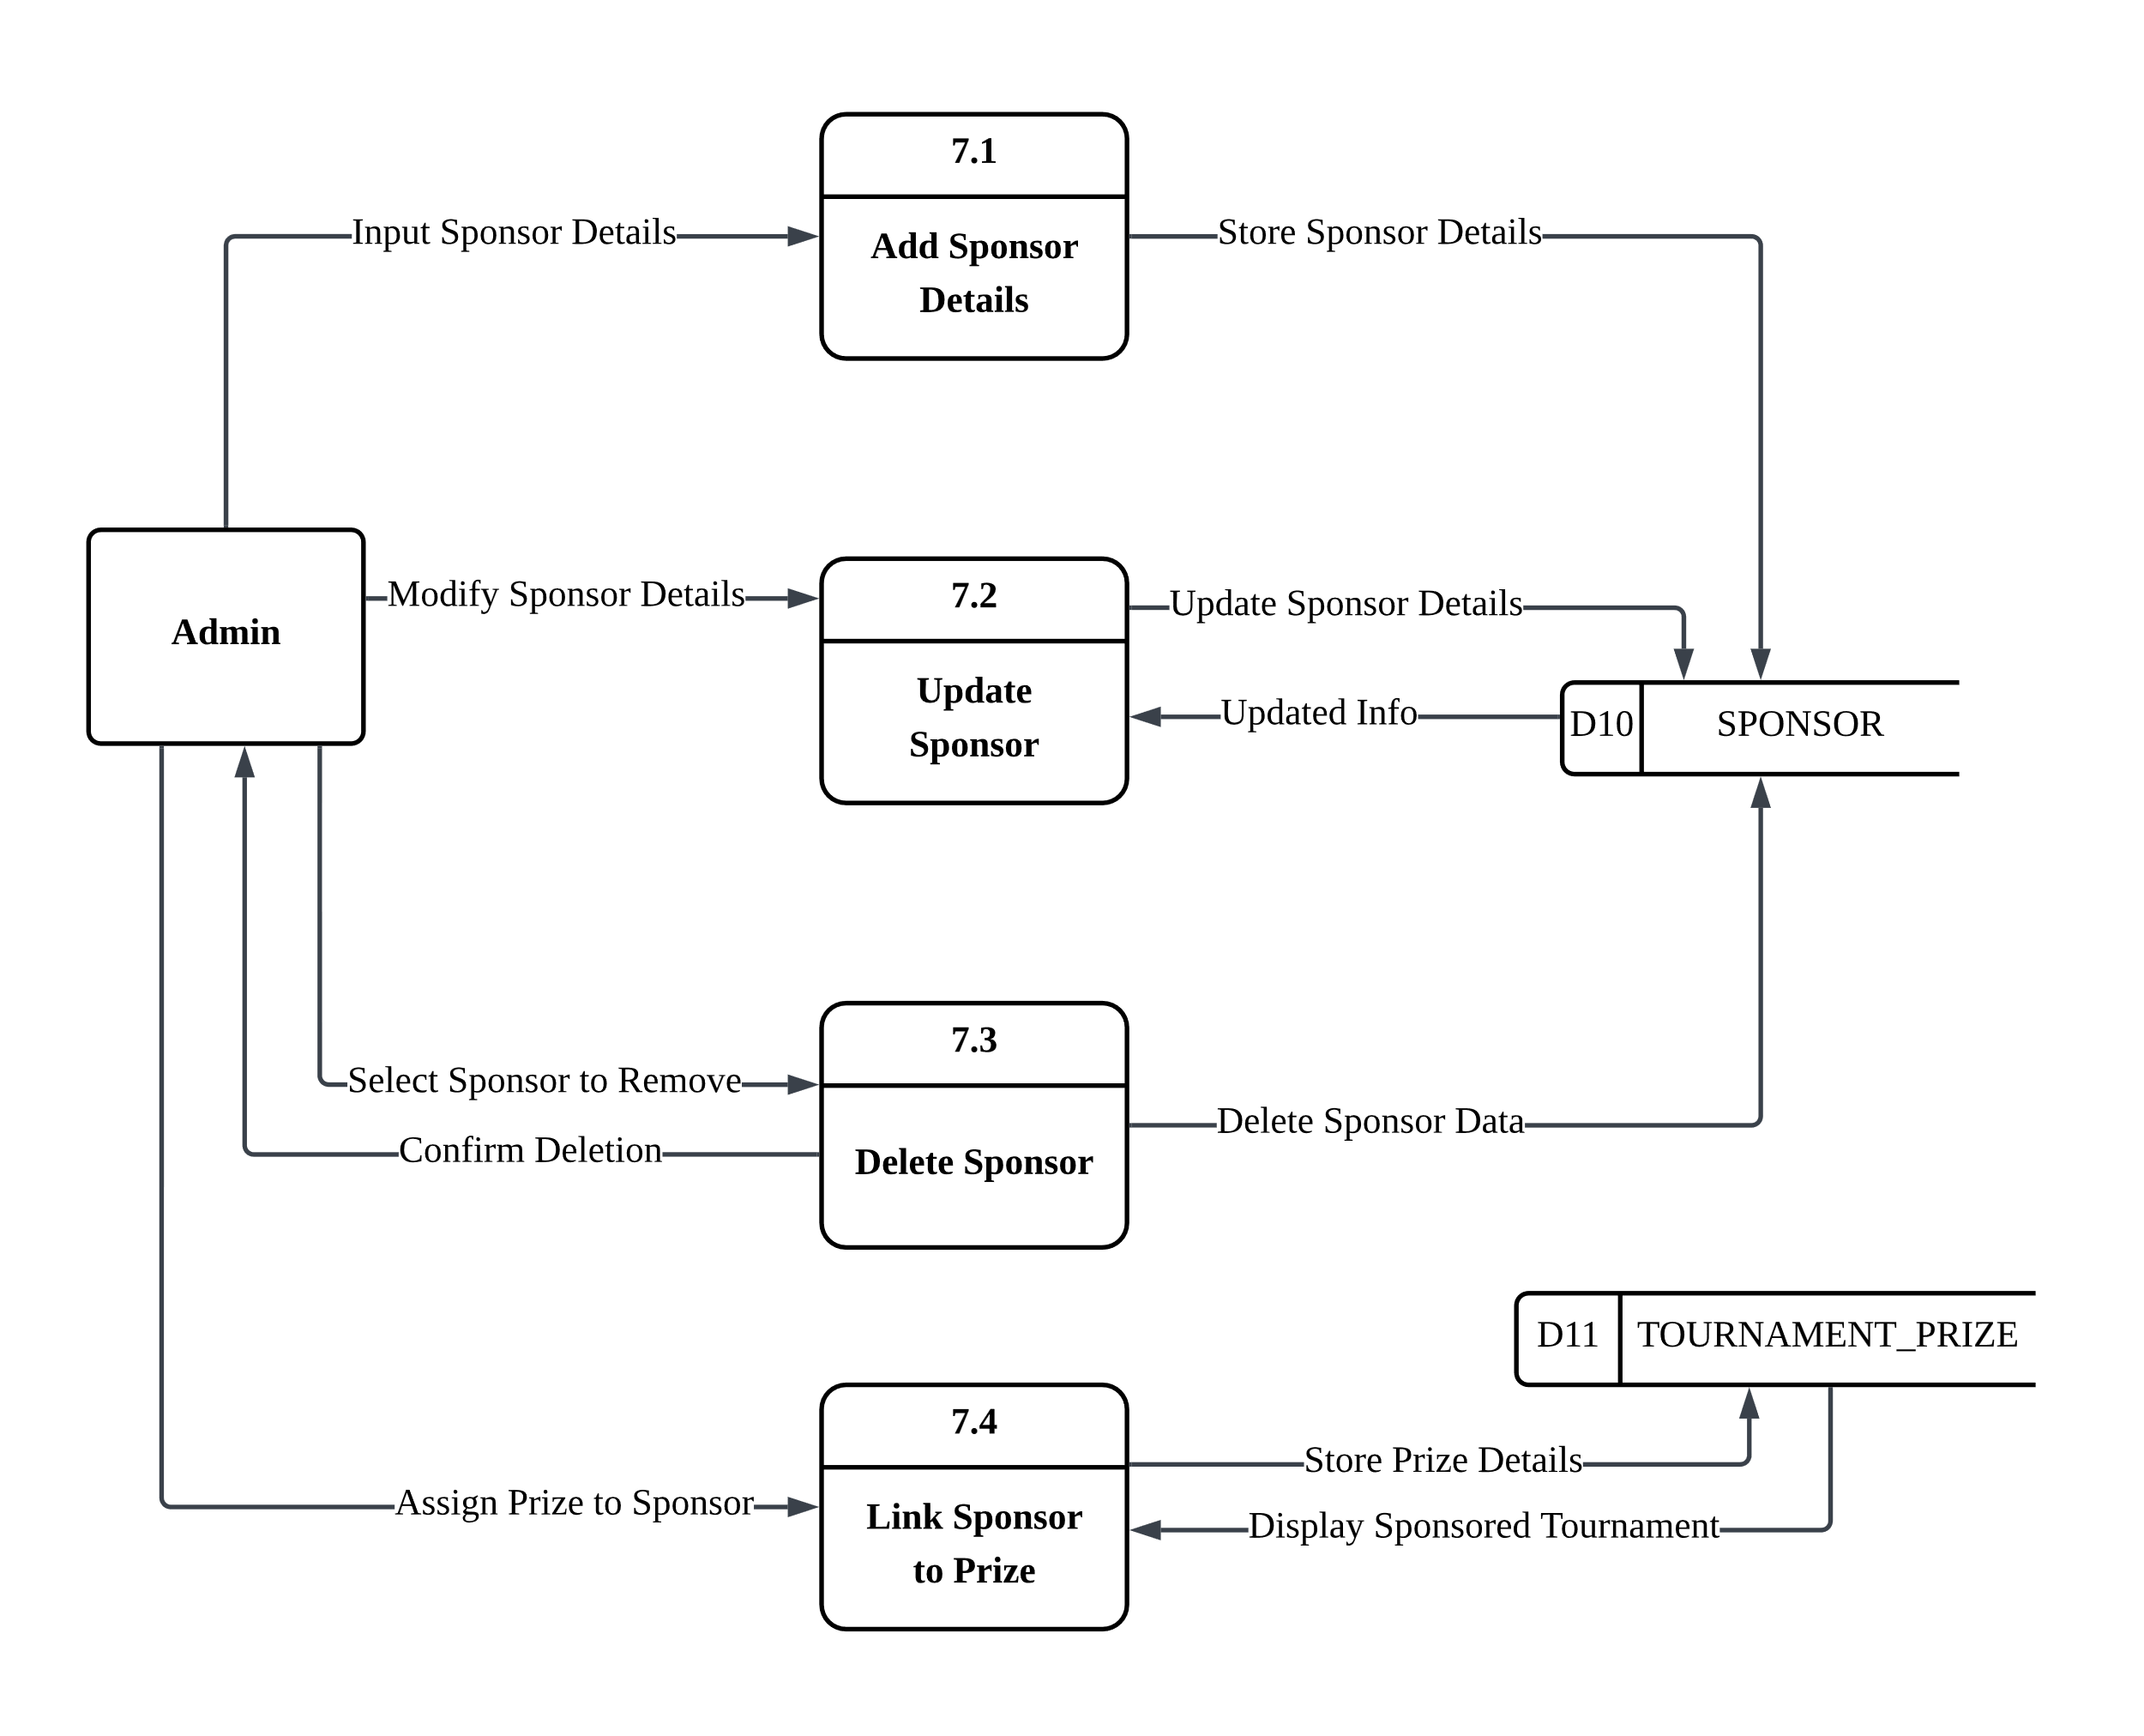 7.1
Input Sponsor Details
Add Sponsor
Details
Store Sponsor Details
Admin
Modify Sponsor Details
7.2
Update
Sponsor
Update Sponsor Details
Updated Info
D10
SPONSOR
7.3
Select Sponsor to Remove
Confirm Deletion
Delete Sponsor
Delete Sponsor Data
D11
TOURNAMENT_PRIZE
7.4
Assign Prize to Sponsor
Link Sponsor
to Prize
Store Prize Details
Display Sponsored Tournament